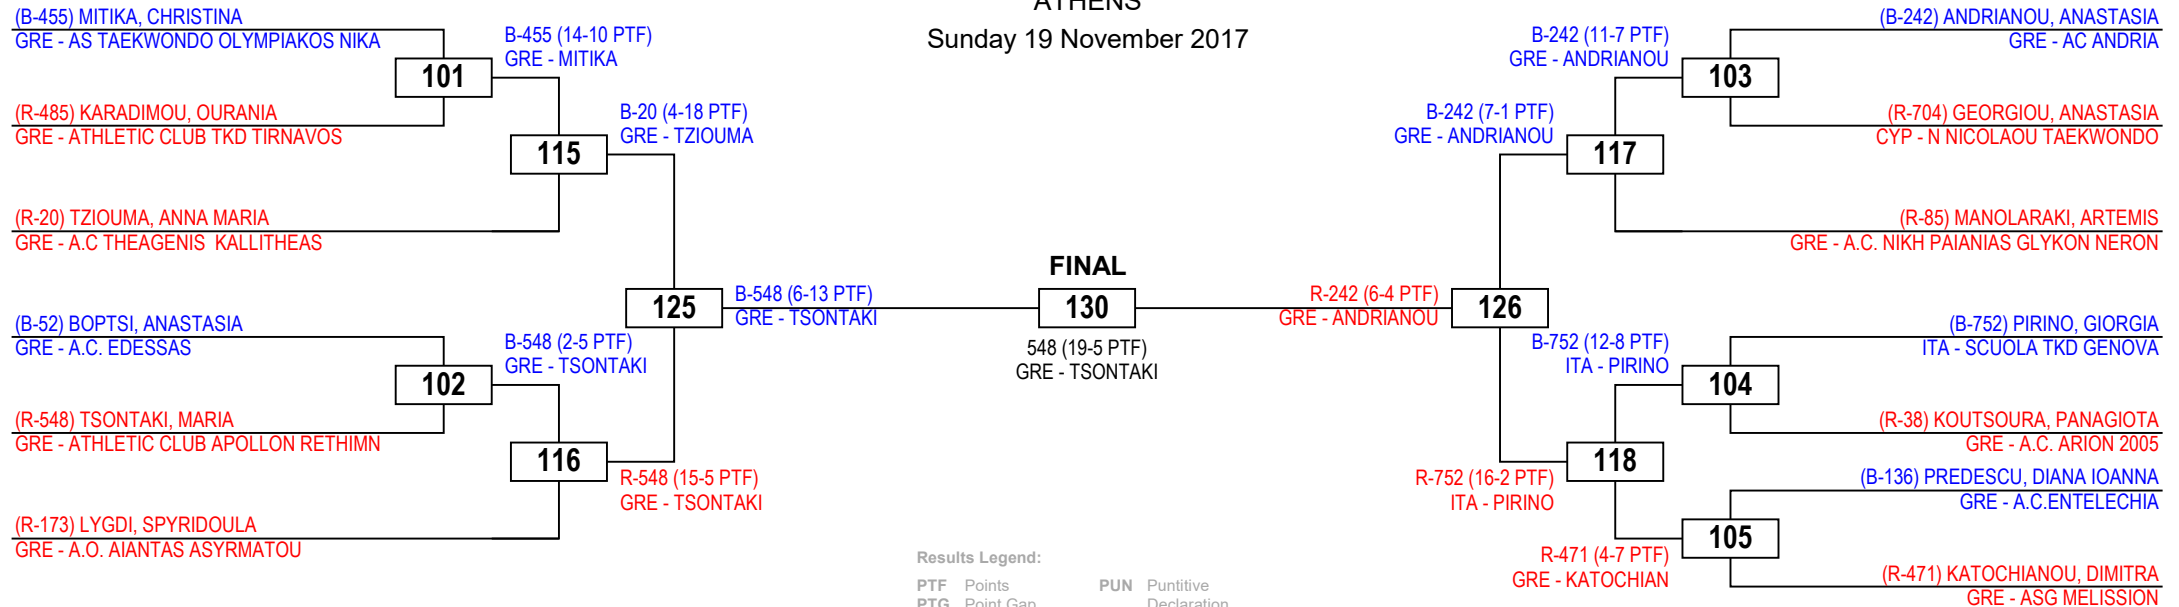 ATHENS
Sunday 19 November 2017
(B-455) MITIKA, CHRISTINA
GRE - AS TAEKWONDO OLYMPIAKOS NIKA
B-455 (14-10 PTF)
GRE - MITIKA
101
(R-485) KARADIMOU, OURANIA
GRE - ATHLETIC CLUB TKD TIRNAVOS
B-20 (4-18 PTF)
GRE - TZIOUMA
115
(R-20) TZIOUMA, ANNA MARIA
GRE - A.C THEAGENIS KALLITHEAS
125
B-548 (6-13 PTF)
GRE - TSONTAKI
(B-52) BOPTSI, ANASTASIA
GRE - A.C. EDESSAS
B-548 (2-5 PTF)
GRE - TSONTAKI
102
(R-548) TSONTAKI, MARIA
GRE - ATHLETIC CLUB APOLLON RETHIMN
116
R-548 (15-5 PTF)
GRE - TSONTAKI
(R-173) LYGDI, SPYRIDOULA
GRE - A.O. AIANTAS ASYRMATOU
FINAL
130
548 (19-5 PTF)
GRE - TSONTAKI
(B-242) ANDRIANOU, ANASTASIA
GRE - AC ANDRIA
B-242 (11-7 PTF)
GRE - ANDRIANOU
103
(R-704) GEORGIOU, ANASTASIA
CYP - N NICOLAOU TAEKWONDO
B-242 (7-1 PTF)
GRE - ANDRIANOU
117
(R-85) MANOLARAKI, ARTEMIS
GRE - A.C. NIKH PAIANIAS GLYKON NERON
R-242 (6-4 PTF)
GRE - ANDRIANOU
126
(B-752) PIRINO, GIORGIA
ITA - SCUOLA TKD GENOVA
B-752 (12-8 PTF)
ITA - PIRINO
104
(R-38) KOUTSOURA, PANAGIOTA
GRE - A.C. ARION 2005
118
R-752 (16-2 PTF)
ITA - PIRINO
(B-136) PREDESCU, DIANA IOANNA
GRE - A.C.ENTELECHIA
105
R-471 (4-7 PTF)
GRE - KATOCHIAN
(R-471) KATOCHIANOU, DIMITRA
GRE - ASG MELISSION
Results Legend:
PTF Points PUN Puntitive
PTG Point Gap Declaration